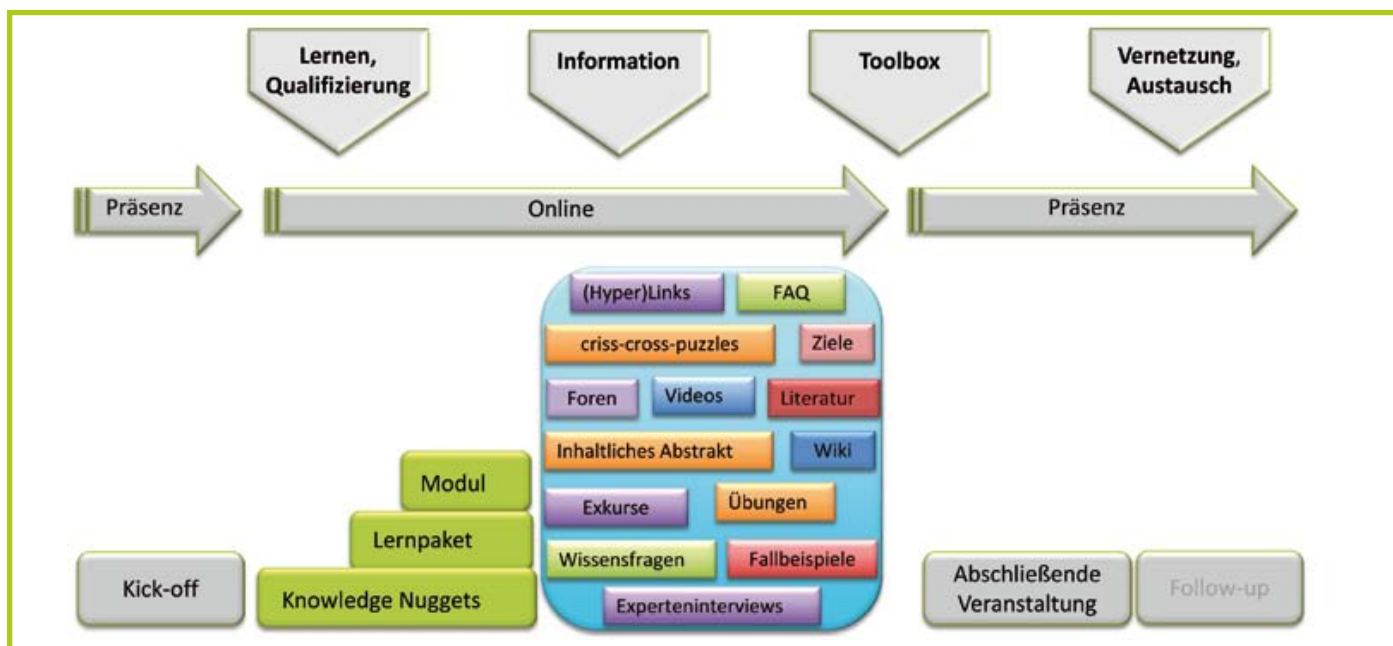 Lernen,
Qualifizierung
Information
Toolbox
Vernetzung,
Austausch
Präsenz
Online
Präsenz
(Hyper)Links
FAQ
criss-cross-puzzles
Ziele
Foren
Videos
Literatur
Inhaltliches Abstrakt
Wiki
Exkurse
Übungen
Wissensfragen
Fallbeispiele
Experteninterviews
Modul
Lernpaket
Knowledge Nuggets
Kick-off
Abschließende
Veranstaltung
Follow-up